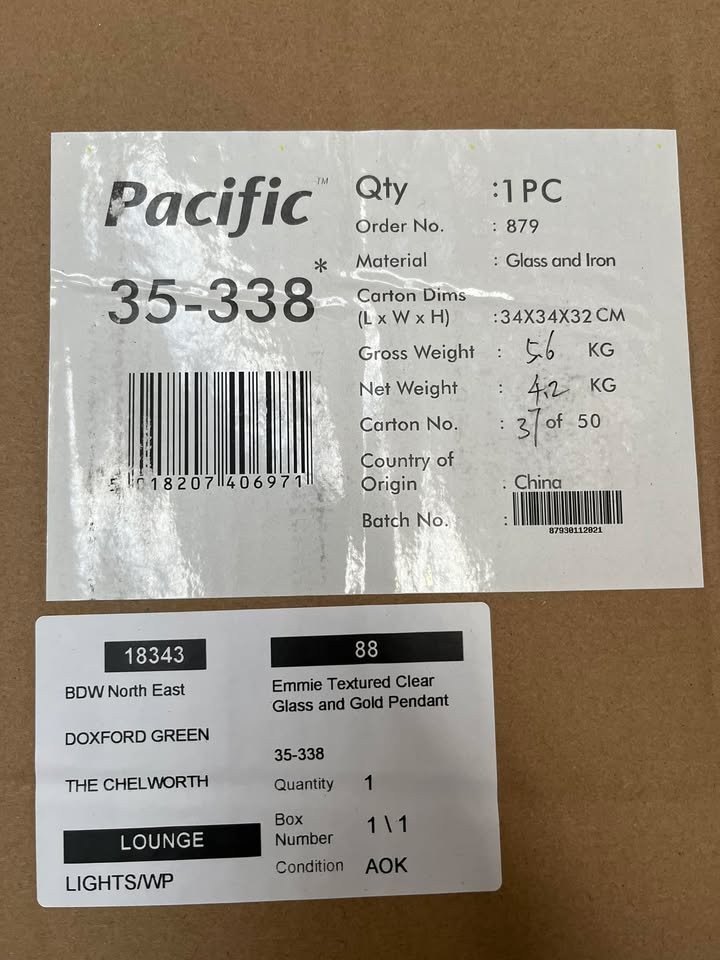 Pacific™
35-338*
5 018207 406971
Qty :1 PC
Order No. : 879
Material : Glass and Iron
Carton Dims
(L x W x H) :34X34X32 CM
Gross Weight : 5.6 KG
Net Weight : 4.2 KG
Carton No. : 37 of 50
Country of
Origin : China
Batch No. :
87930112021
18343
BDW North East
DOXFORD GREEN
THE CHELWORTH
LOUNGE
LIGHTS/WP
88
Emmie Textured Clear
Glass and Gold Pendant
35-338
Quantity 1
Box
Number 1 \ 1
Condition AOK